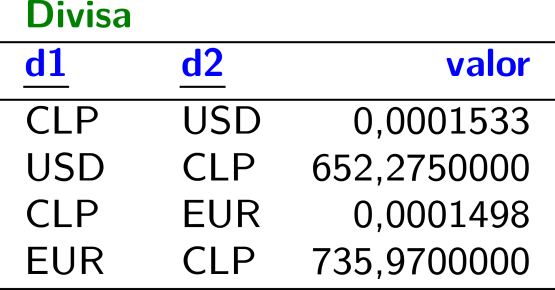 Divisa
d1 d2 valor
CLP USD 0,0001533
USD CLP 652,2750000
CLP EUR 0,0001498
EUR CLP 735,9700000